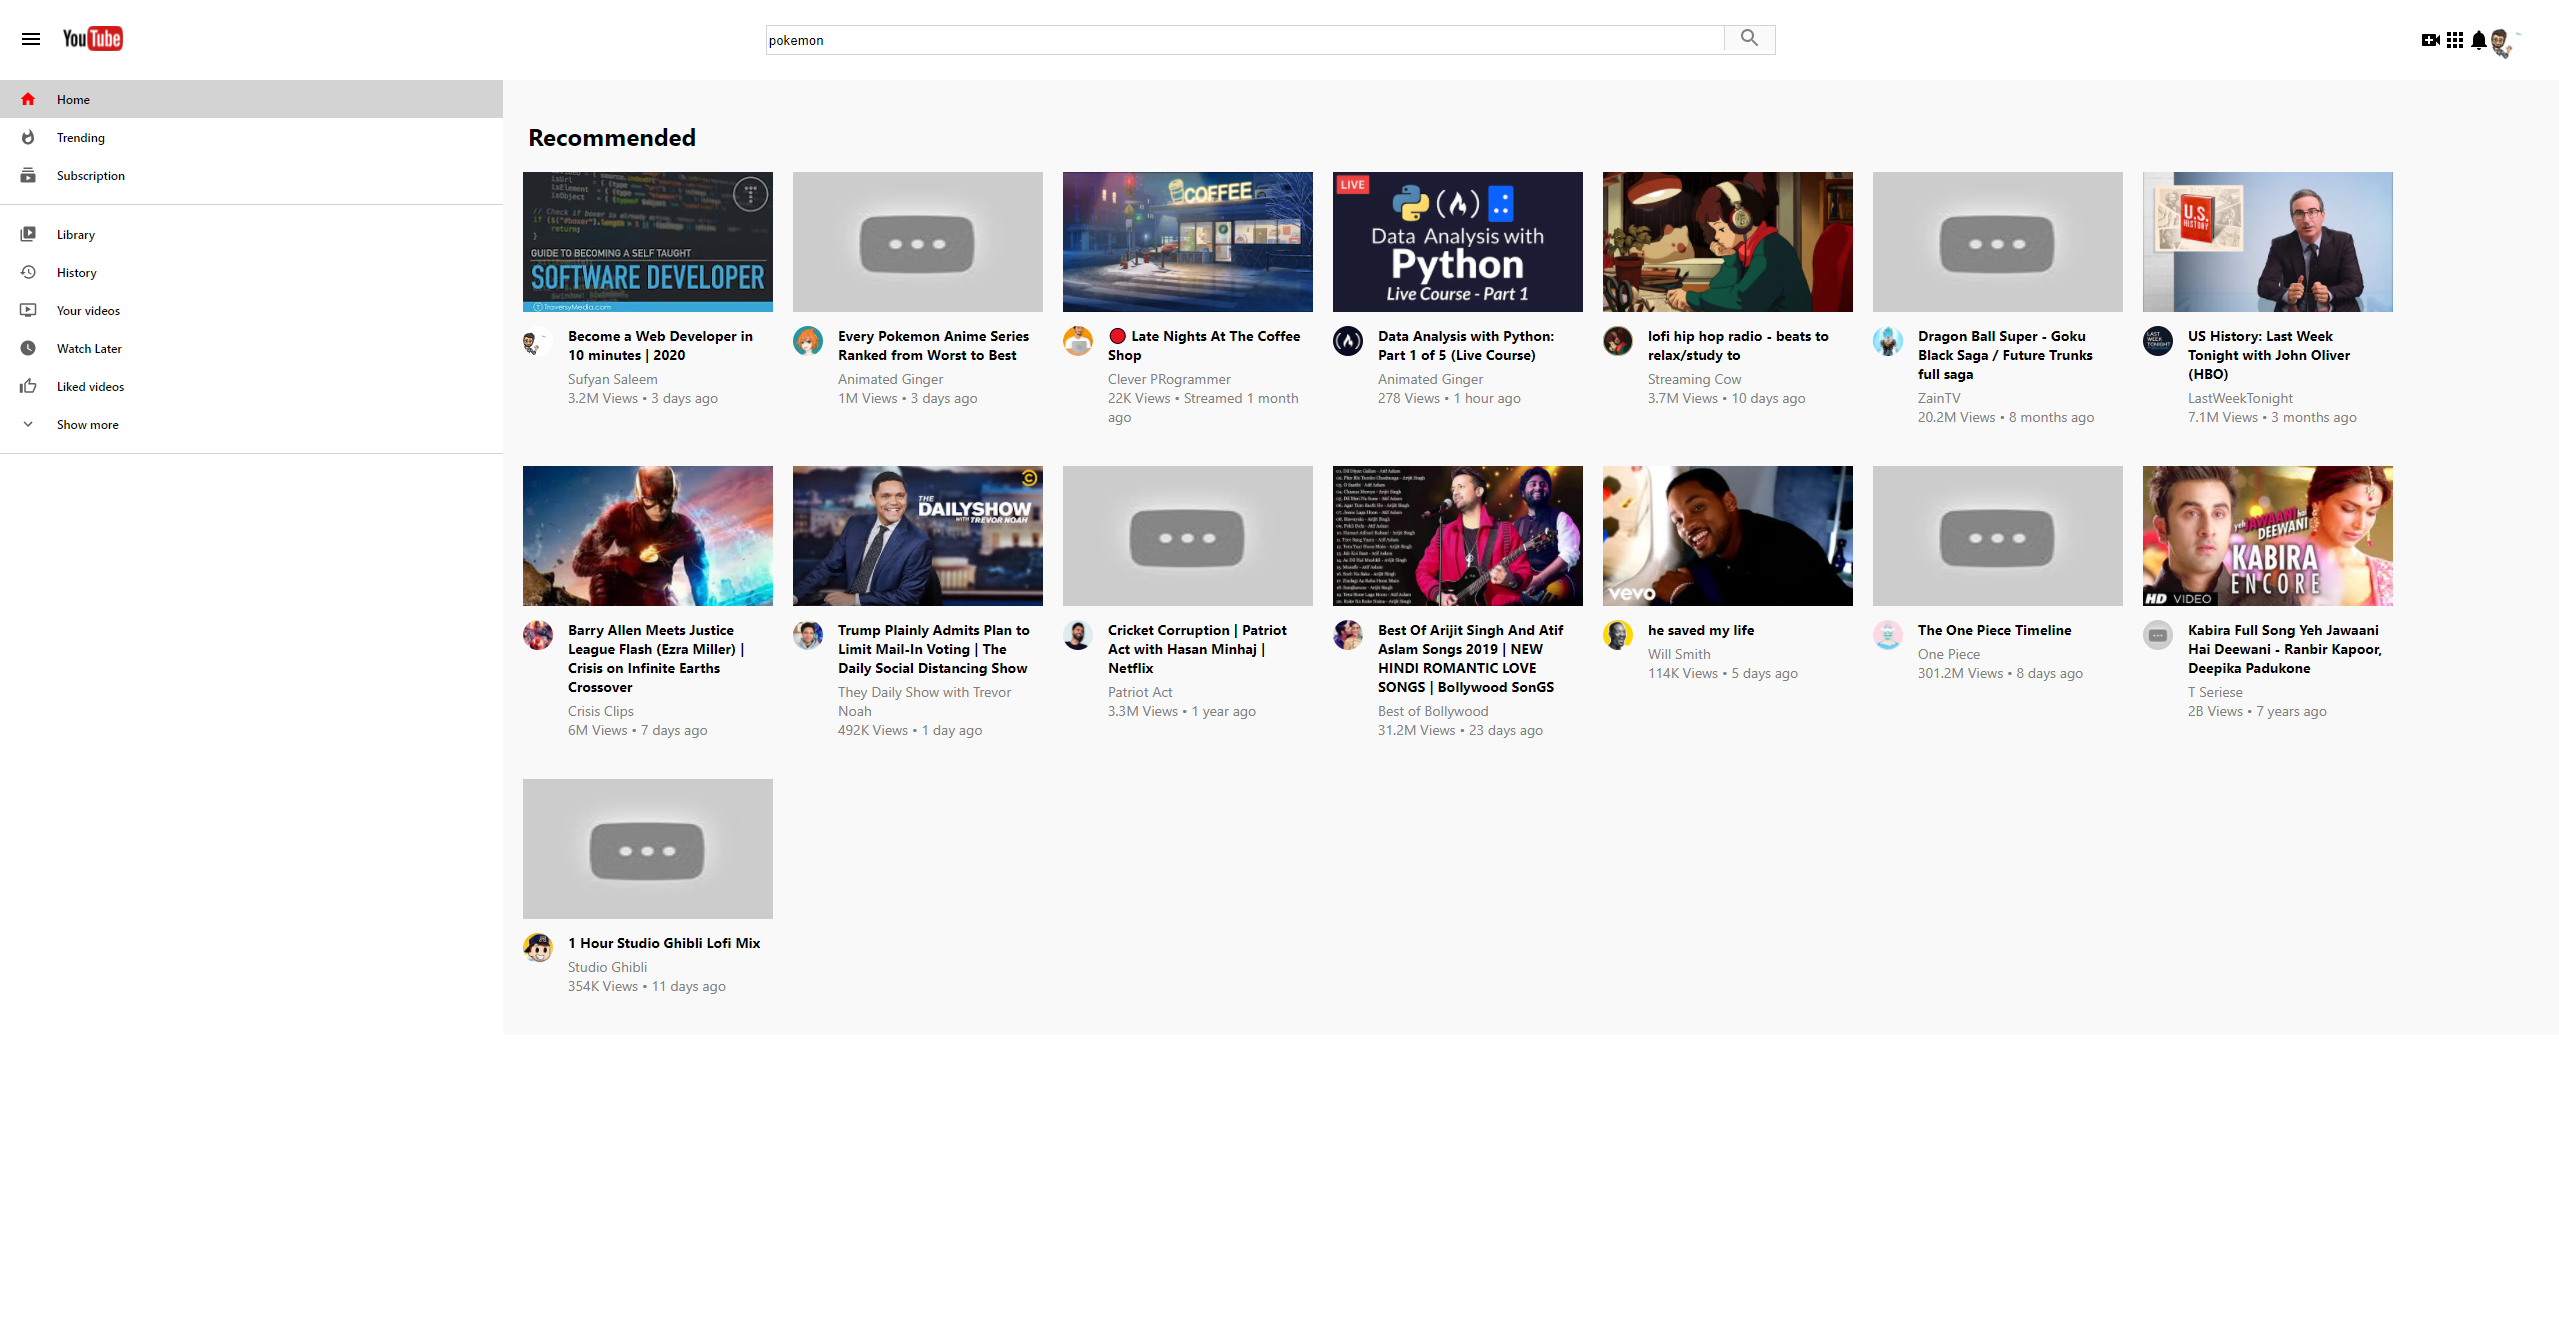 YouTube
pokemon
Home
Trending
Subscription
Library
History
Your videos
Watch Later
Liked videos
Show more
Recommended
// Check if boxer is already
return;
}
GUIDE TO BECOMING A SELF TAUGHT
SOFTWARE DEVELOPER
TraversyMedia.com
COFFEE
LIVE
Data Analysis with
Python
Live Course - Part 1
U.S.
HISTORY
Become a Web Developer in
10 minutes | 2020
Sufyan Saleem
3.2M Views • 3 days ago
Every Pokemon Anime Series
Ranked from Worst to Best
Animated Ginger
1M Views • 3 days ago
🔴 Late Nights At The Coffee
Shop
Clever PRogrammer
22K Views • Streamed 1 month
ago
Data Analysis with Python:
Part 1 of 5 (Live Course)
Animated Ginger
278 Views • 1 hour ago
lofi hip hop radio - beats to
relax/study to
Streaming Cow
3.7M Views • 10 days ago
Dragon Ball Super - Goku
Black Saga / Future Trunks
full saga
ZainTV
20.2M Views • 8 months ago
LAST
WEEK
TONIGHT
US History: Last Week
Tonight with John Oliver
(HBO)
LastWeekTonight
7.1M Views • 3 months ago
THE
DAILYSHOW
WITH TREVOR NOAH
vevo
yeh JAWAANI hai
DEEWANI
KABIRA
ENCORE
HD VIDEO
Barry Allen Meets Justice
League Flash (Ezra Miller) |
Crisis on Infinite Earths
Crossover
Crisis Clips
6M Views • 7 days ago
Trump Plainly Admits Plan to
Limit Mail-In Voting | The
Daily Social Distancing Show
They Daily Show with Trevor
Noah
492K Views • 1 day ago
Cricket Corruption | Patriot
Act with Hasan Minhaj |
Netflix
Patriot Act
3.3M Views • 1 year ago
Best Of Arijit Singh And Atif
Aslam Songs 2019 | NEW
HINDI ROMANTIC LOVE
SONGS | Bollywood SonGS
Best of Bollywood
31.2M Views • 23 days ago
he saved my life
Will Smith
114K Views • 5 days ago
The One Piece Timeline
One Piece
301.2M Views • 8 days ago
Kabira Full Song Yeh Jawaani
Hai Deewani - Ranbir Kapoor,
Deepika Padukone
T Seriese
2B Views • 7 years ago
1 Hour Studio Ghibli Lofi Mix
Studio Ghibli
354K Views • 11 days ago